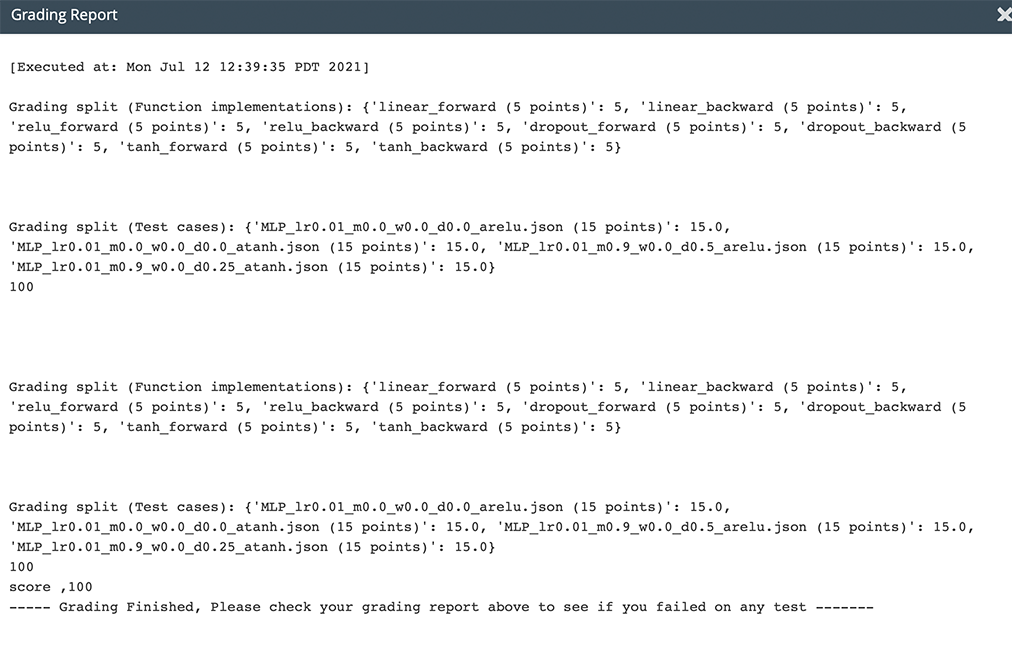 Grading Report
[Executed at: Mon Jul 12 12:39:35 PDT 2021]
Grading split (Function implementations): {'linear_forward (5 points)': 5, 'linear_backward (5 points)': 5,
'relu_forward (5 points)': 5, 'relu_backward (5 points)': 5, 'dropout_forward (5 points)': 5, 'dropout_backward (5
points)': 5, 'tanh_forward (5 points)': 5, 'tanh_backward (5 points)': 5}
Grading split (Test cases): {'MLP_lr0.01_m0.0_w0.0_d0.0_arelu.json (15 points)': 15.0,
'MLP_lr0.01_m0.0_w0.0_d0.0_atanh.json (15 points)': 15.0, 'MLP_lr0.01_m0.9_w0.0_d0.5_arelu.json (15 points)': 15.0,
'MLP_lr0.01_m0.9_w0.0_d0.25_atanh.json (15 points)': 15.0}
100
Grading split (Function implementations): {'linear_forward (5 points)': 5, 'linear_backward (5 points)': 5,
'relu_forward (5 points)': 5, 'relu_backward (5 points)': 5, 'dropout_forward (5 points)': 5, 'dropout_backward (5
points)': 5, 'tanh_forward (5 points)': 5, 'tanh_backward (5 points)': 5}
Grading split (Test cases): {'MLP_lr0.01_m0.0_w0.0_d0.0_arelu.json (15 points)': 15.0,
'MLP_lr0.01_m0.0_w0.0_d0.0_atanh.json (15 points)': 15.0, 'MLP_lr0.01_m0.9_w0.0_d0.5_arelu.json (15 points)': 15.0,
'MLP_lr0.01_m0.9_w0.0_d0.25_atanh.json (15 points)': 15.0}
100
score ,100
----- Grading Finished, Please check your grading report above to see if you failed on any test -------